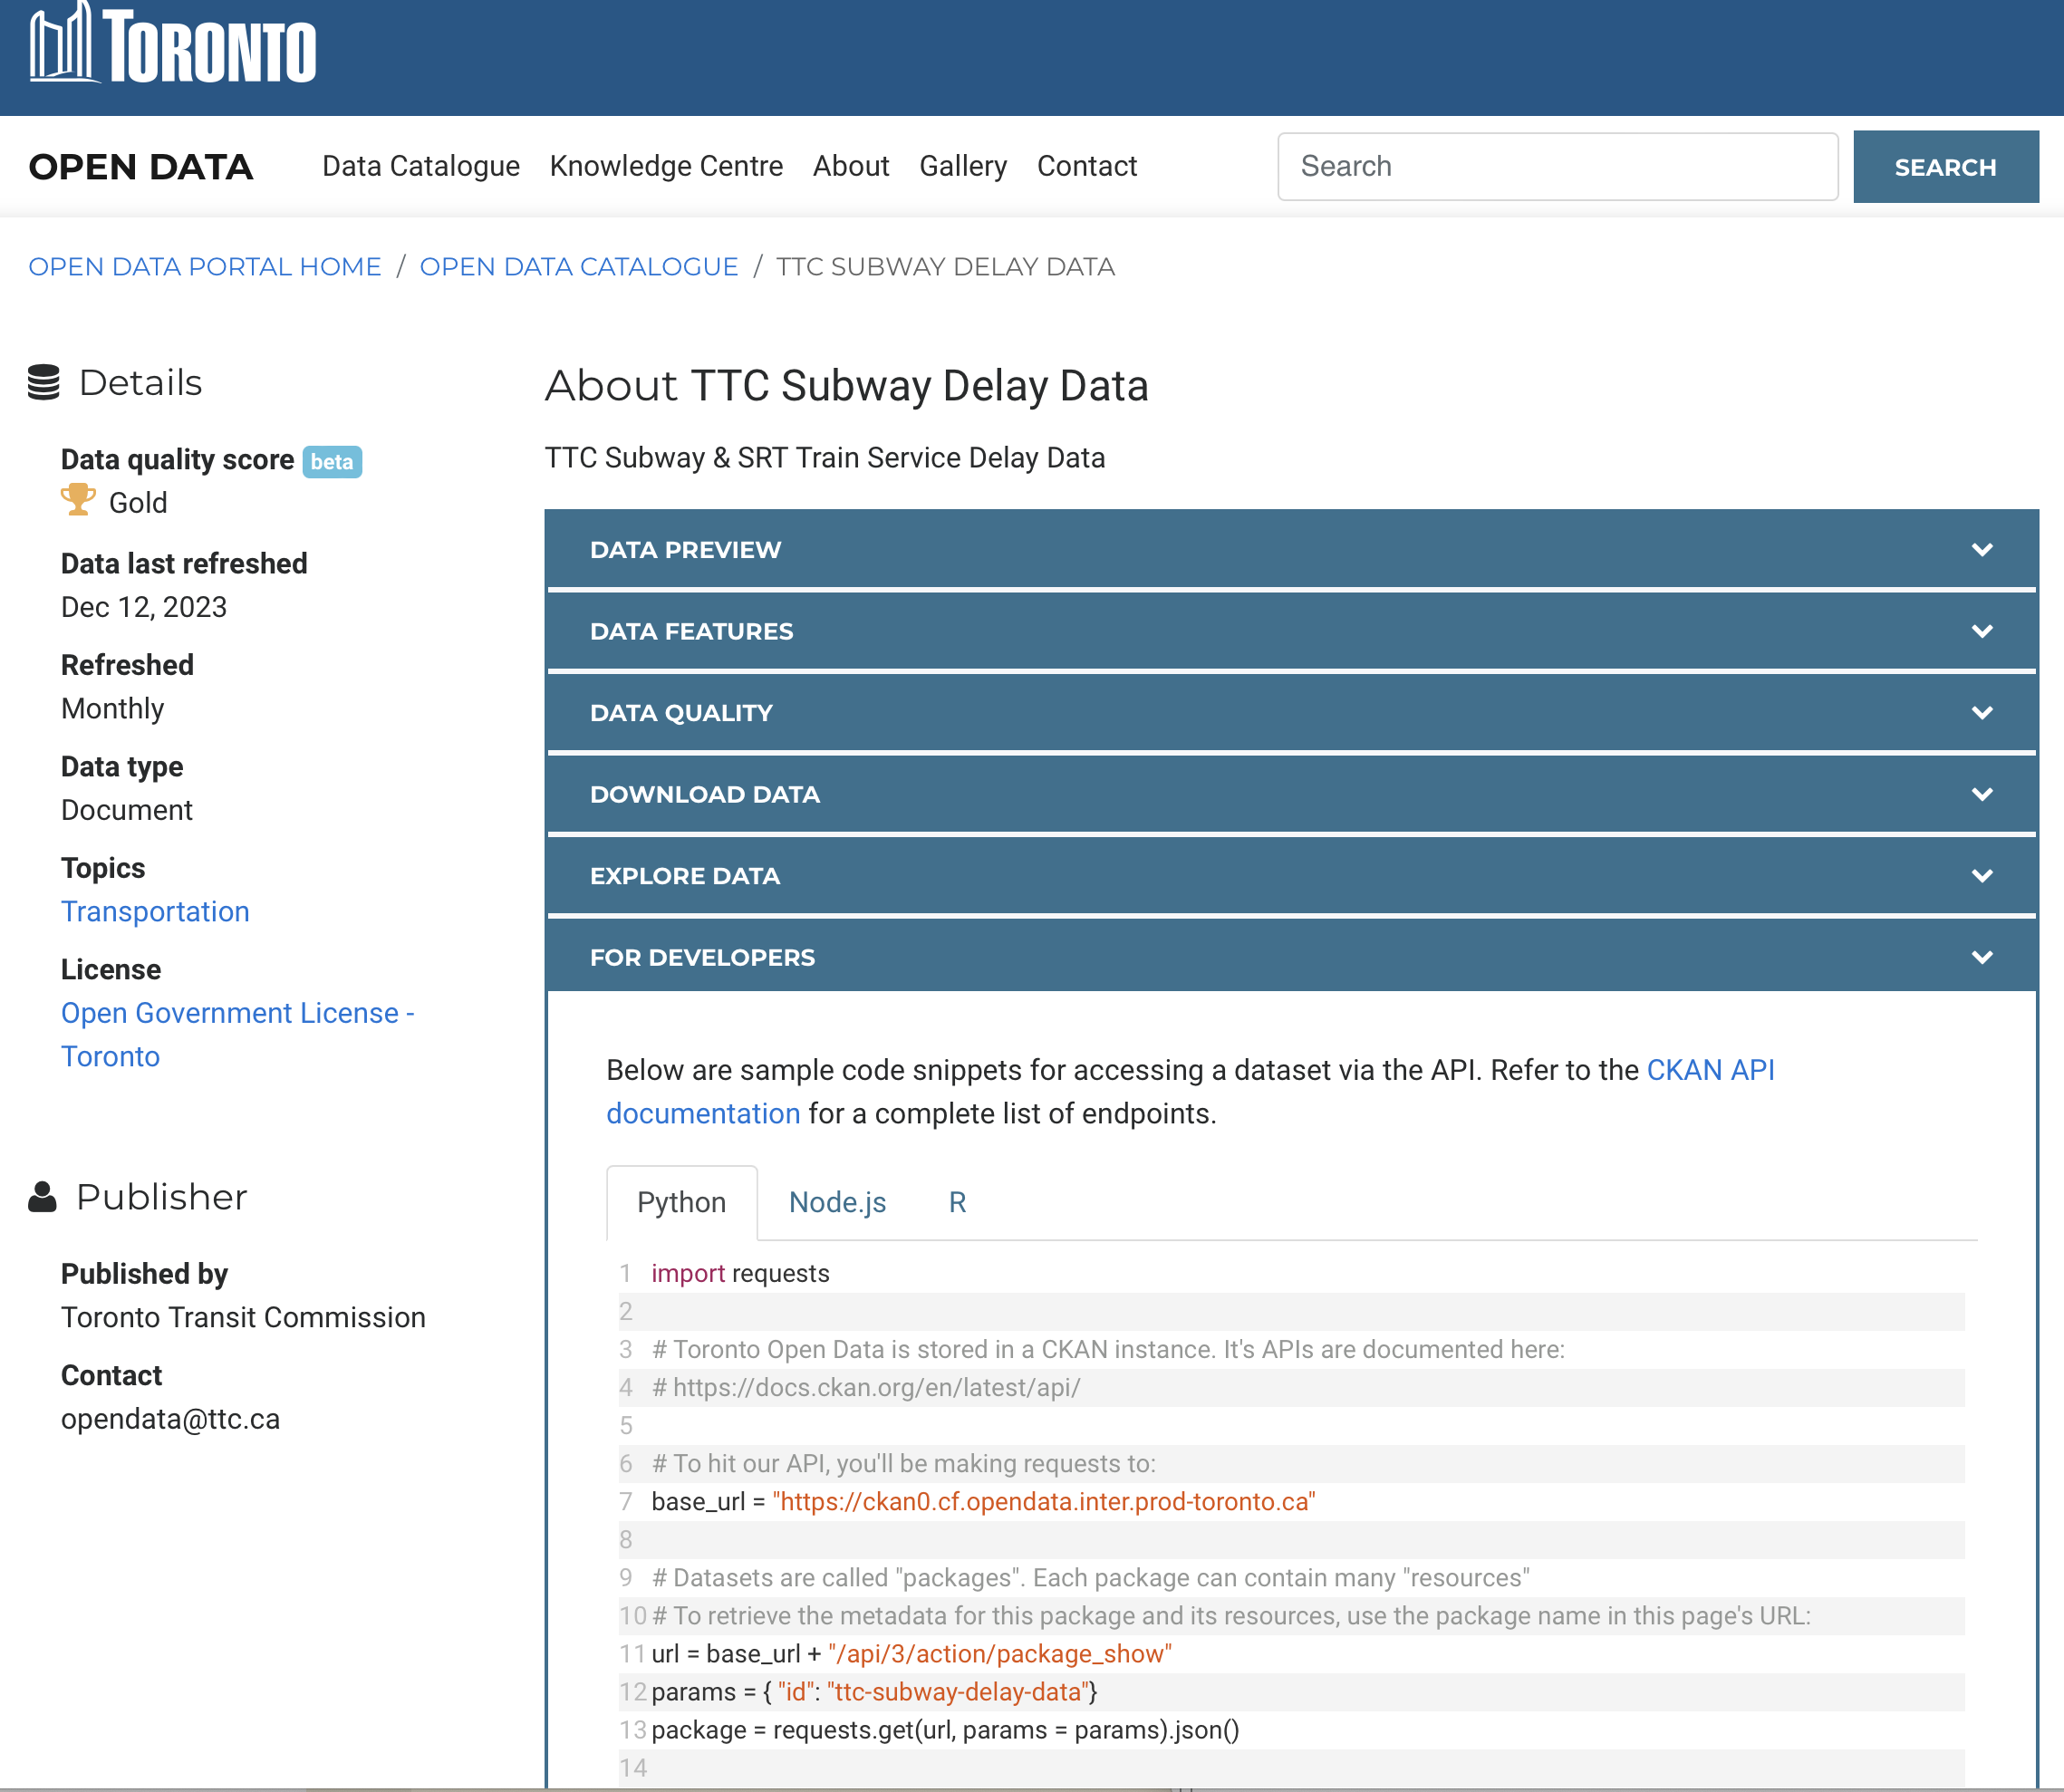 TORONTO
OPEN DATA
Data Catalogue
Knowledge Centre
About
Gallery
Contact
Search
SEARCH
OPEN DATA PORTAL HOME / OPEN DATA CATALOGUE / TTC SUBWAY DELAY DATA
Details
Data quality score beta
Gold
Data last refreshed
Dec 12, 2023
Refreshed
Monthly
Data type
Document
Topics
Transportation
License
Open Government License -
Toronto
Publisher
Published by
Toronto Transit Commission
Contact
opendata@ttc.ca
About TTC Subway Delay Data
TTC Subway & SRT Train Service Delay Data
DATA PREVIEW
DATA FEATURES
DATA QUALITY
DOWNLOAD DATA
EXPLORE DATA
FOR DEVELOPERS
Below are sample code snippets for accessing a dataset via the API. Refer to the CKAN API
documentation for a complete list of endpoints.
Python
Node.js
R
1 import requests
2
3 # Toronto Open Data is stored in a CKAN instance. It's APIs are documented here:
4 # https://docs.ckan.org/en/latest/api/
5
6 # To hit our API, you'll be making requests to:
7 base_url = "https://ckan0.cf.opendata.inter.prod-toronto.ca"
8
9 # Datasets are called "packages". Each package can contain many "resources"
10 # To retrieve the metadata for this package and its resources, use the package name in this page's URL:
11 url = base_url + "/api/3/action/package_show"
12 params = { "id": "ttc-subway-delay-data"}
13 package = requests.get(url, params = params).json()
14